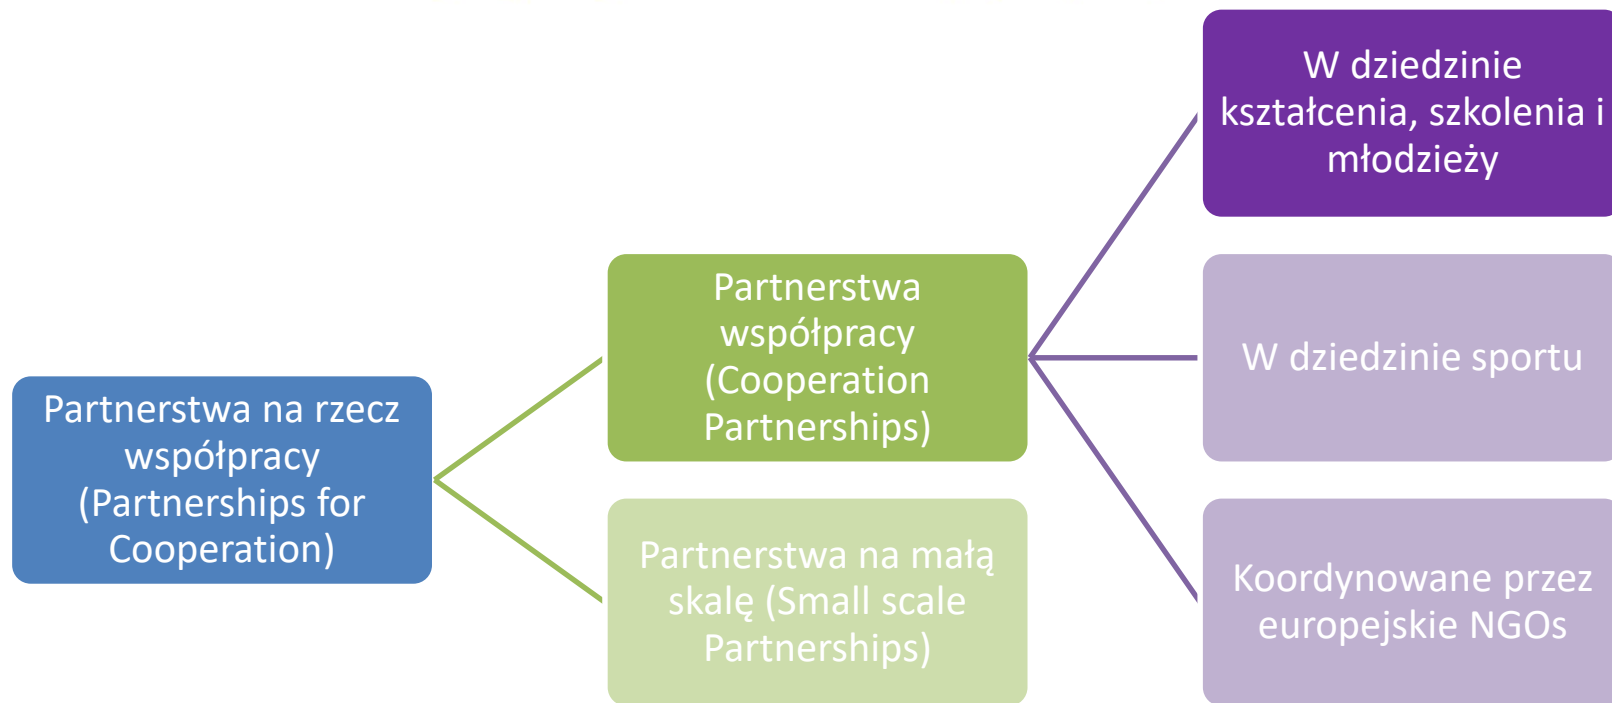 Partnerstwa na rzecz
współpracy
(Partnerships for
Cooperation)
Partnerstwa
współpracy
(Cooperation
Partnerships)
Partnerstwa na małą
skalę (Small scale
Partnerships)
W dziedzinie
kształcenia, szkolenia i
młodzieży
W dziedzinie sportu
Koordynowane przez
europejskie NGOs